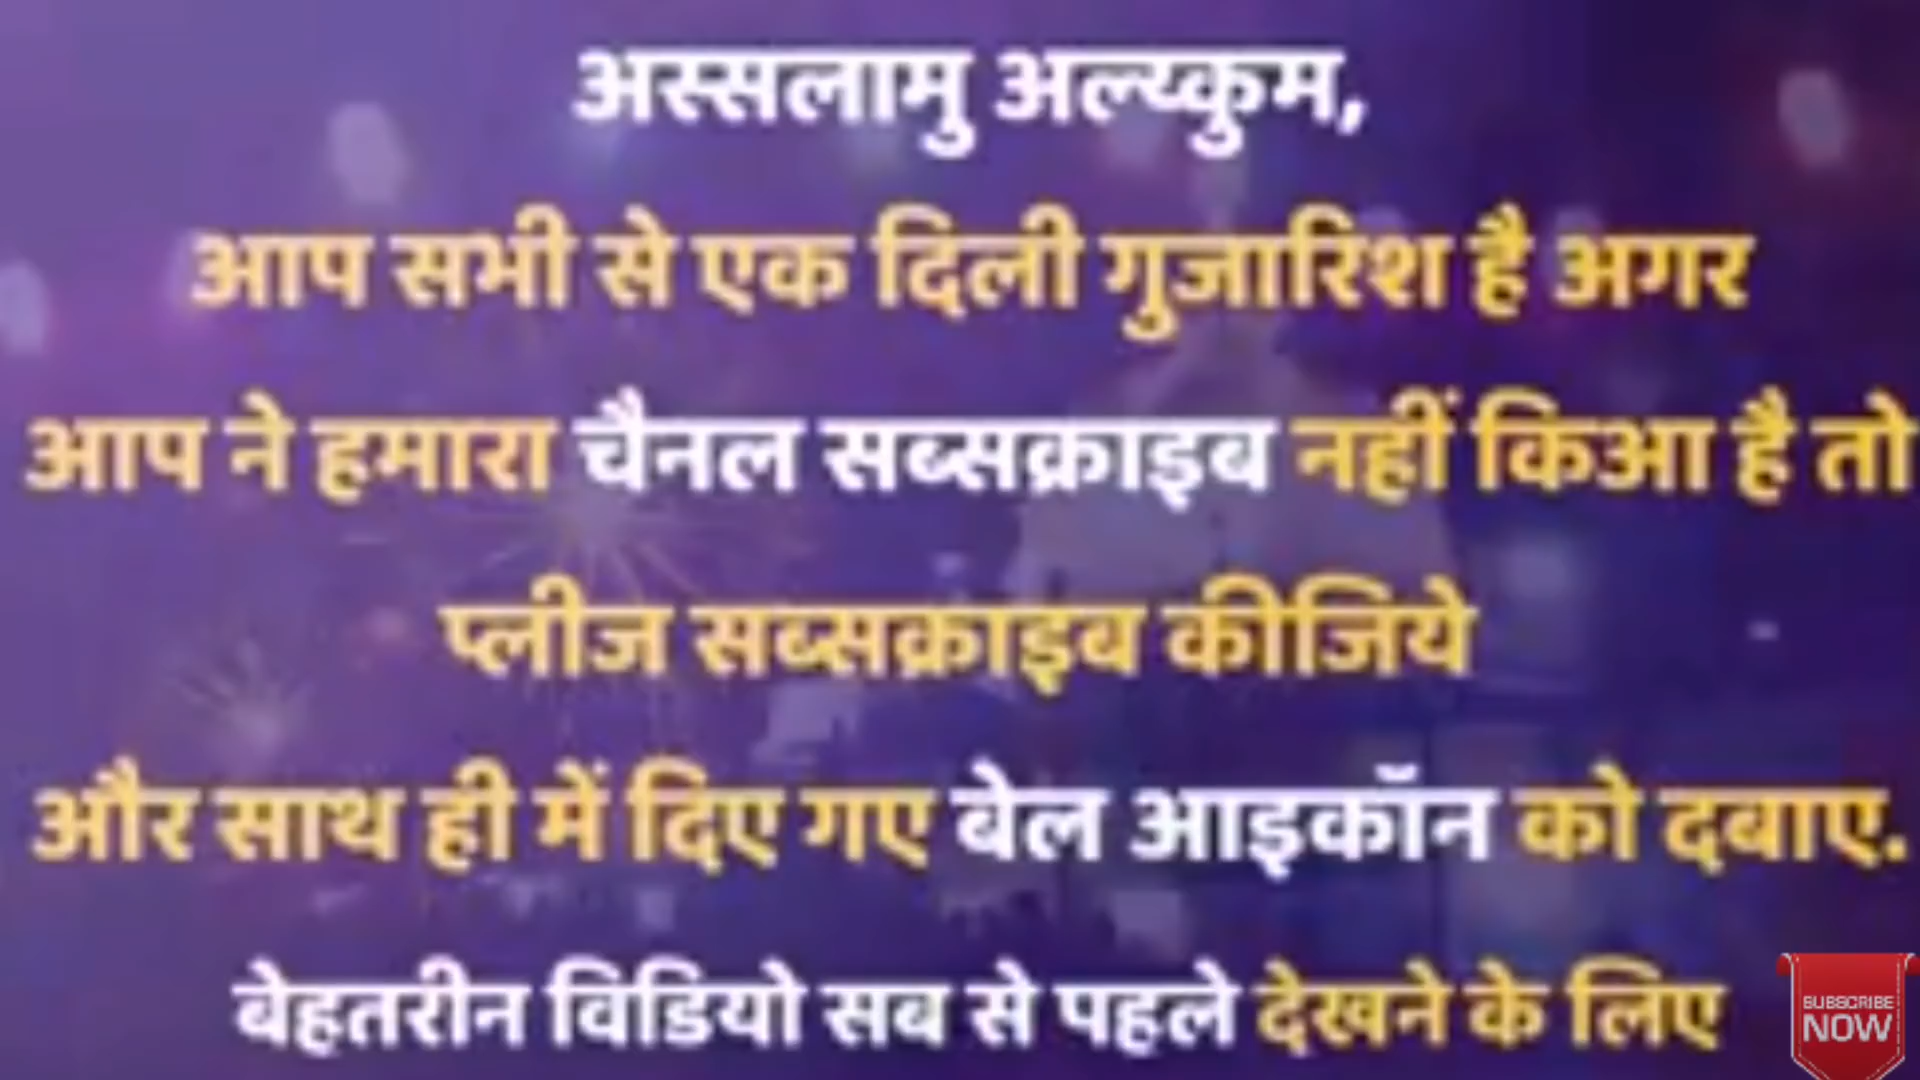 अस्सलामु अल्य्कुम,
आप सभी से एक दिली गुजारिश है अगर
आप ने हमारा चैनल सब्सक्राइब नहीं किआ है तो
प्लीज सब्सक्राइब कीजिये
और साथ ही में दिए गए बेल आइकॉन को दबाए.
बेहतरीन विडियो सब से पहले देखने के लिए
SUBSCRIBE
NOW